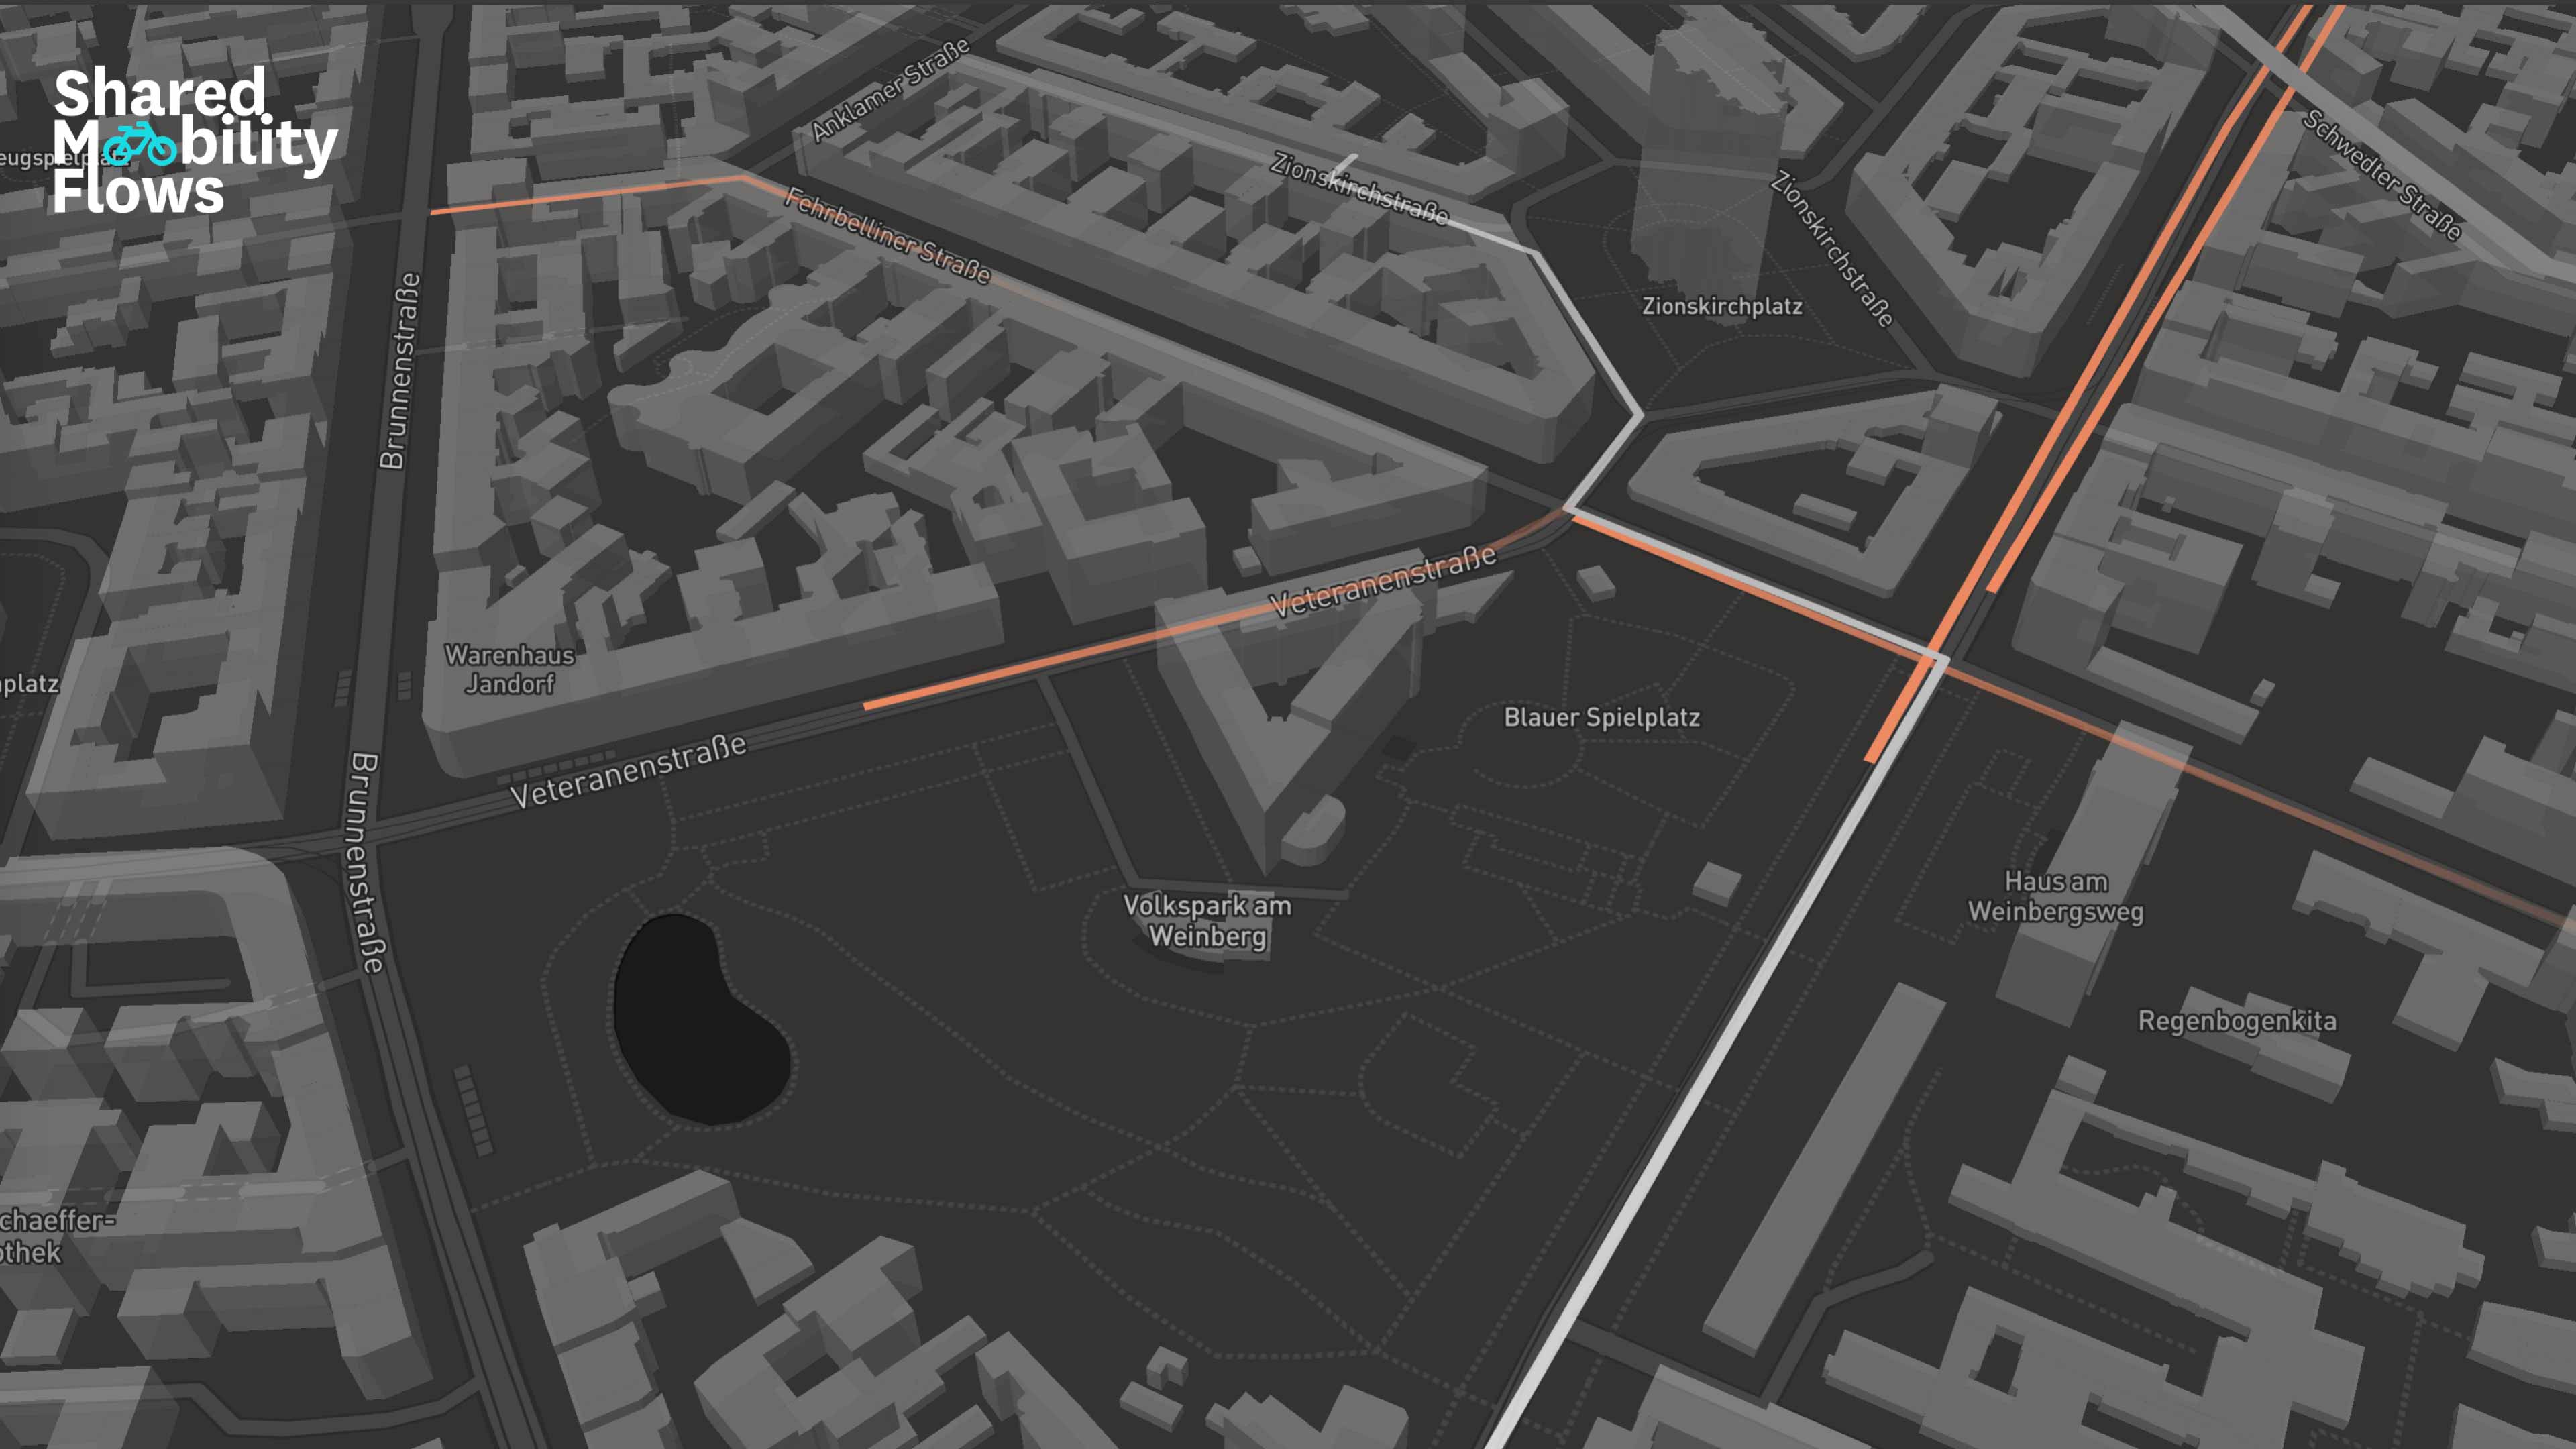 Shared
Mobility
Flows
Anklamer Straße
Zionskirchstraße
Schwedter Straße
Zionskirchstraße
Fehrbelliner Straße
Zionskirchplatz
Brunnenstraße
Veteranenstraße
Warenhaus
Jandorf
Blauer Spielplatz
Veteranenstraße
Brunnenstraße
Volkspark am
Weinberg
Haus am
Weinbergsweg
Regenbogenkita